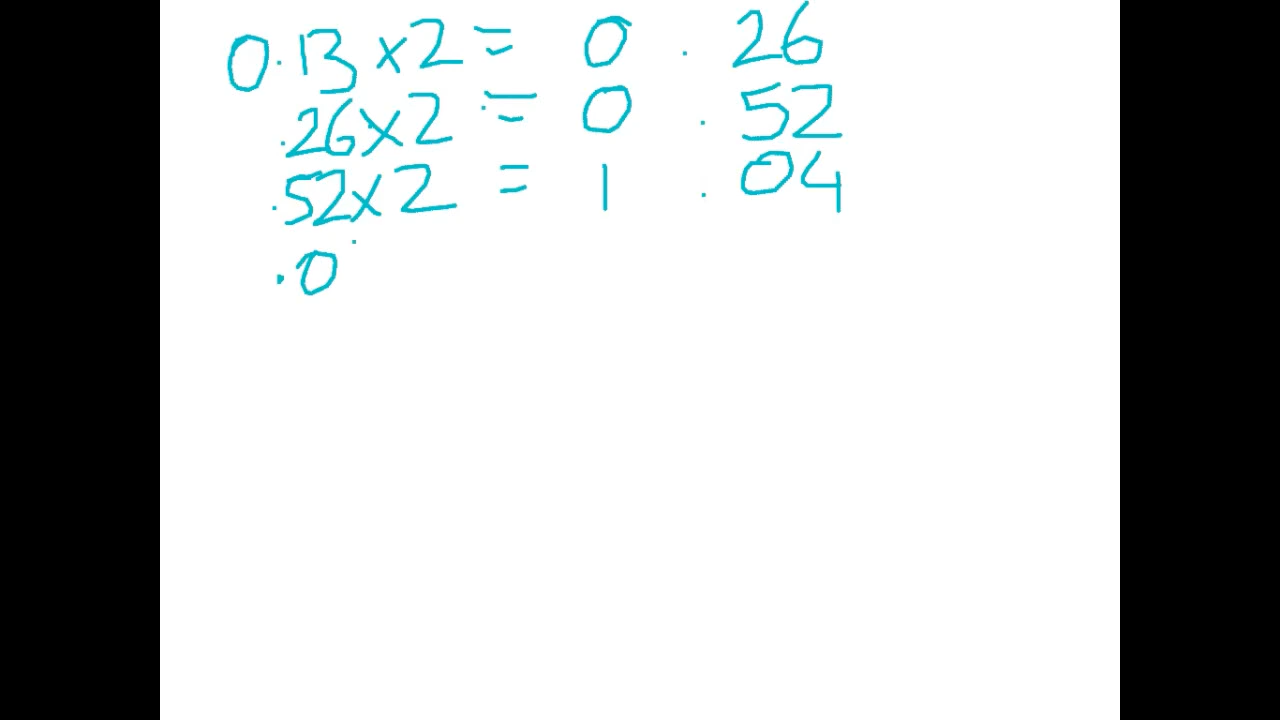 0.13 x 2 = 0 . 26
.26 x 2 = 0 . 52
.52 x 2 = 1 . 04
.0